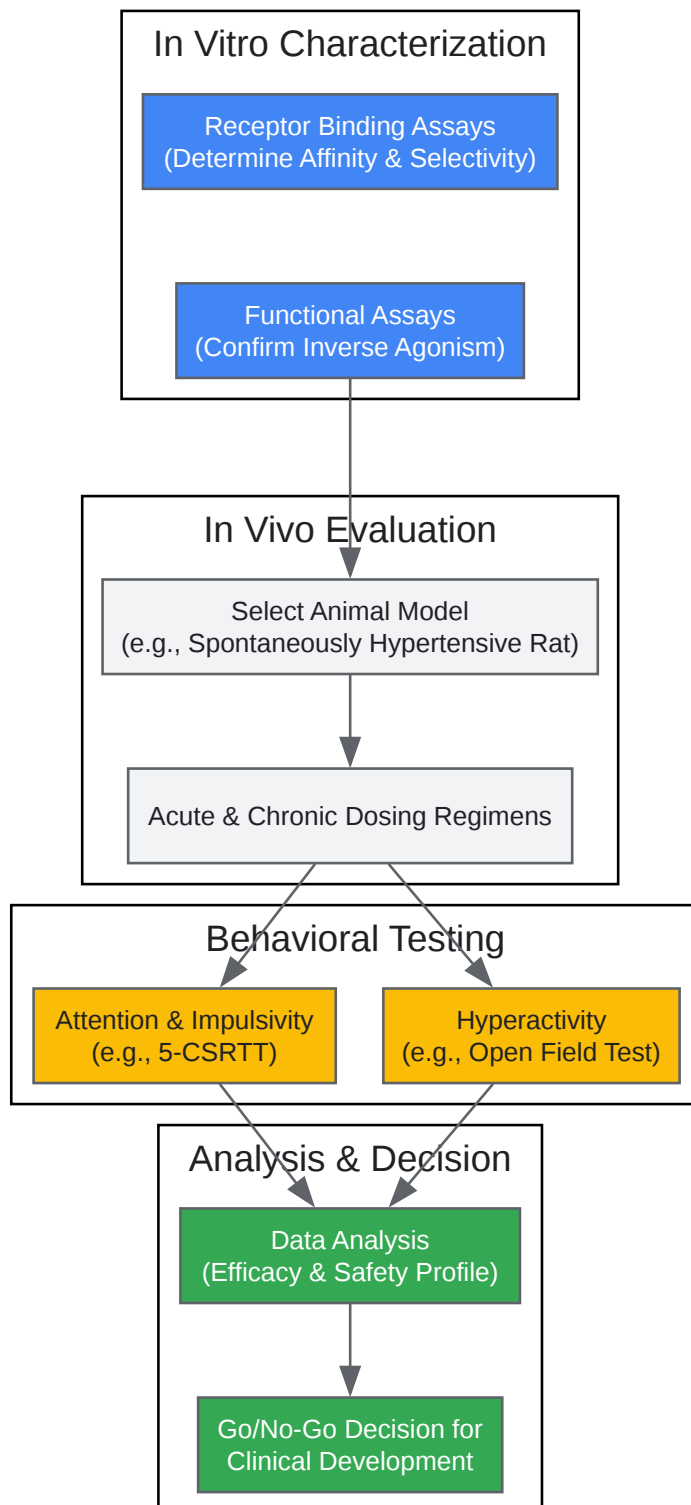 In Vitro Characterization
Receptor Binding Assays
(Determine Affinity & Selectivity)
Functional Assays
(Confirm Inverse Agonism)
In Vivo Evaluation
Select Animal Model
(e.g., Spontaneously Hypertensive Rat)
Acute & Chronic Dosing Regimens
Behavioral Testing
Attention & Impulsivity
(e.g., 5-CSRTT)
Hyperactivity
(e.g., Open Field Test)
Analysis & Decision
Data Analysis
(Efficacy & Safety Profile)
Go/No-Go Decision for
Clinical Development